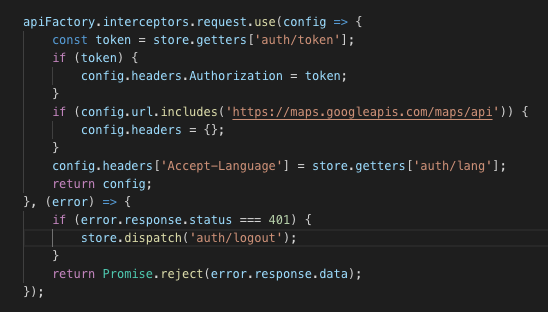 apiFactory.interceptors.request.use(config => {
    const token = store.getters['auth/token'];
    if (token) {
        config.headers.Authorization = token;
    }
    if (config.url.includes('https://maps.googleapis.com/maps/api')) {
        config.headers = {};
    }
    config.headers['Accept-Language'] = store.getters['auth/lang'];
    return config;
}, (error) => {
    if (error.response.status === 401) {
        store.dispatch('auth/logout');
    }
    return Promise.reject(error.response.data);
});